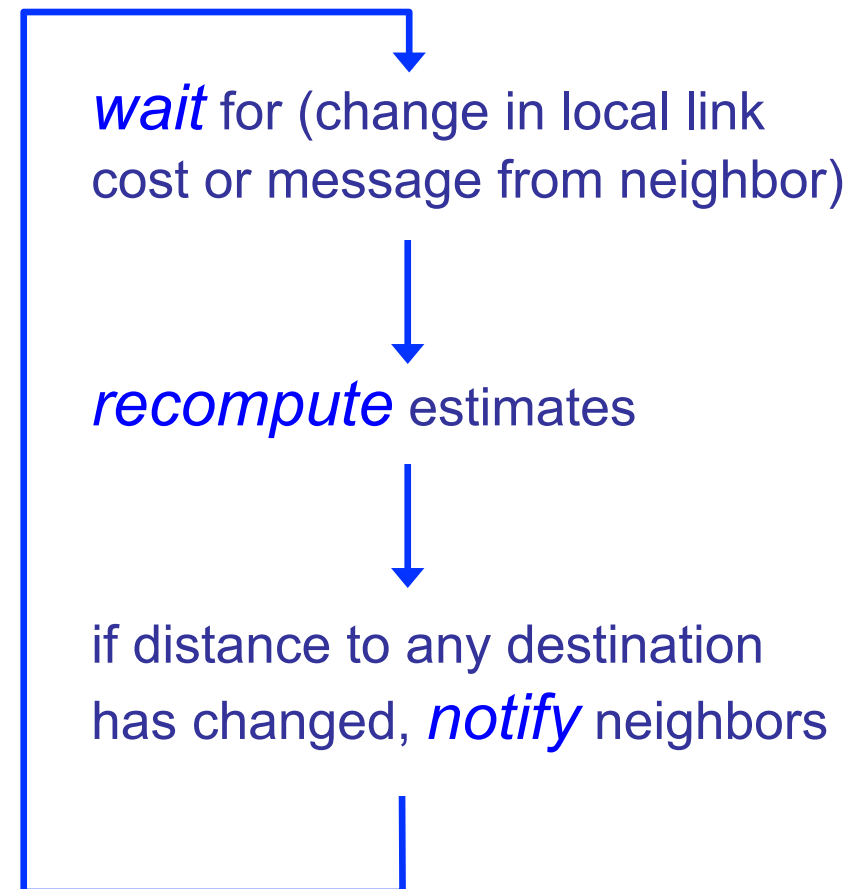 wait for (change in local link
cost or message from neighbor)
recompute estimates
if distance to any destination
has changed, notify neighbors